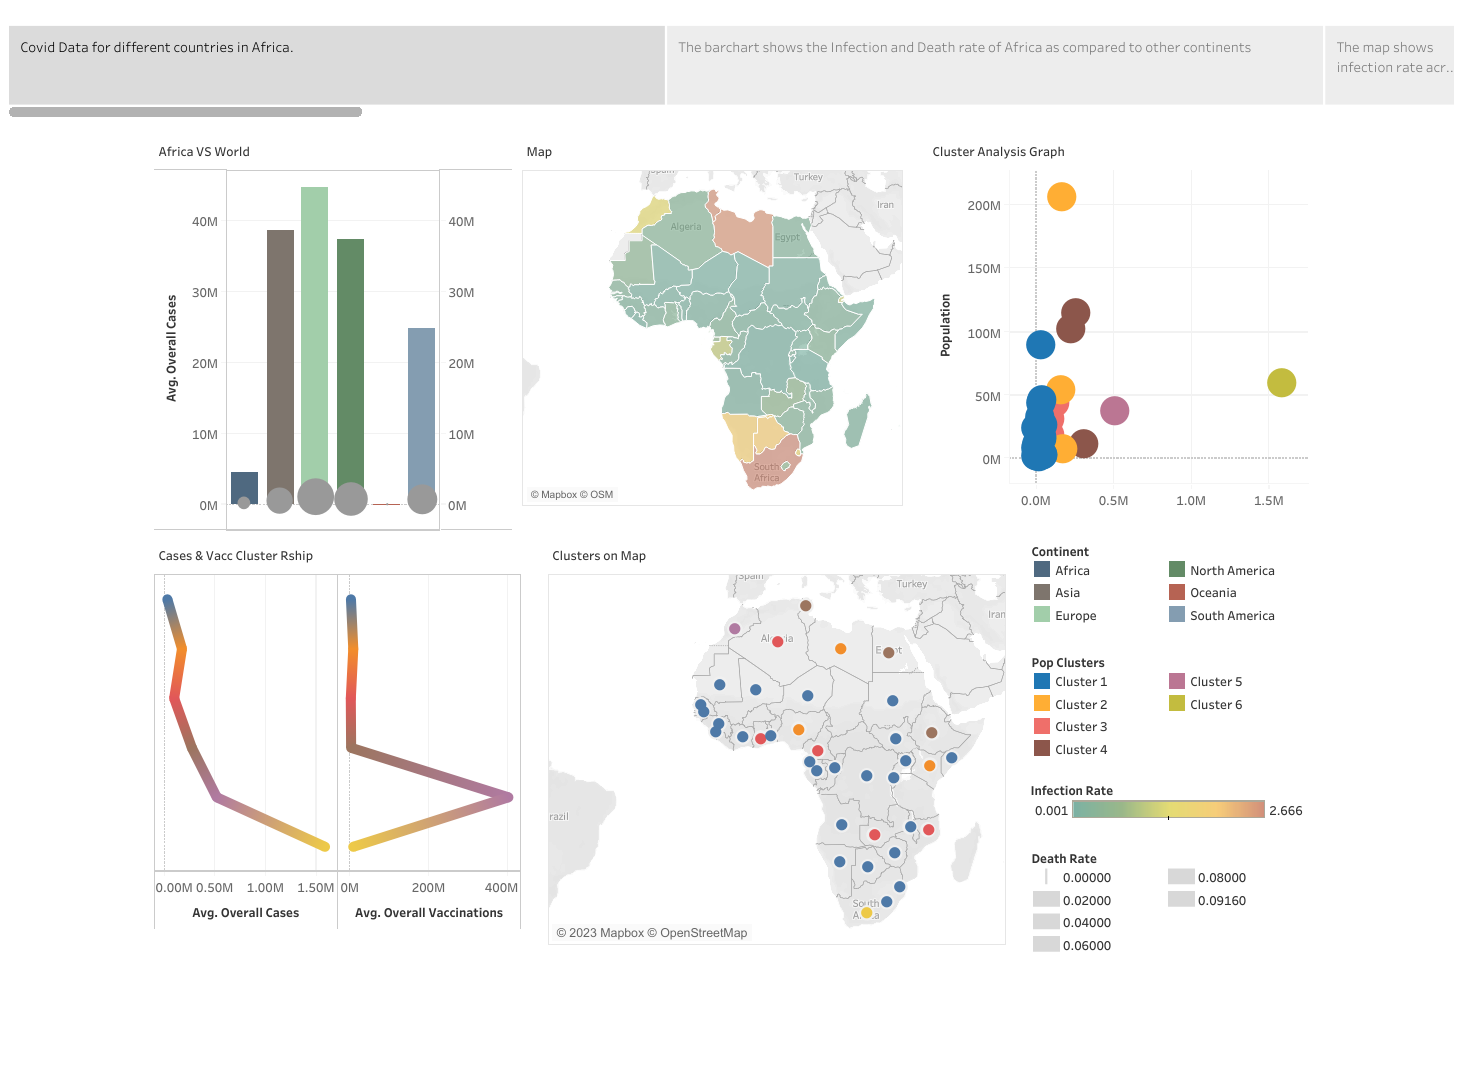 Covid Data for different countries in Africa.
The barchart shows the Infection and Death rate of Africa as compared to other continents
The map shows
infection rate acr..
Africa VS World
Map
Cluster Analysis Graph
Avg. Overall Cases
40M
30M
20M
10M
0M
40M
30M
20M
10M
0M
Spain
Turkey
Iran
Algeria
Egypt
South
Africa
© Mapbox © OSM
Population
200M
150M
100M
50M
0M
0.0M
0.5M
1.0M
1.5M
Cases & Vacc Cluster Rship
Clusters on Map
0.00M
0.50M
1.00M
1.50M
0M
200M
400M
Avg. Overall Cases
Avg. Overall Vaccinations
Spain
Turkey
Iran
razil
South
© 2023 Mapbox © OpenStreetMap
Continent
Africa
Asia
Europe
North America
Oceania
South America
Pop Clusters
Cluster 1
Cluster 2
Cluster 3
Cluster 4
Cluster 5
Cluster 6
Infection Rate
0.001
2.666
Death Rate
0.00000
0.02000
0.04000
0.06000
0.08000
0.09160